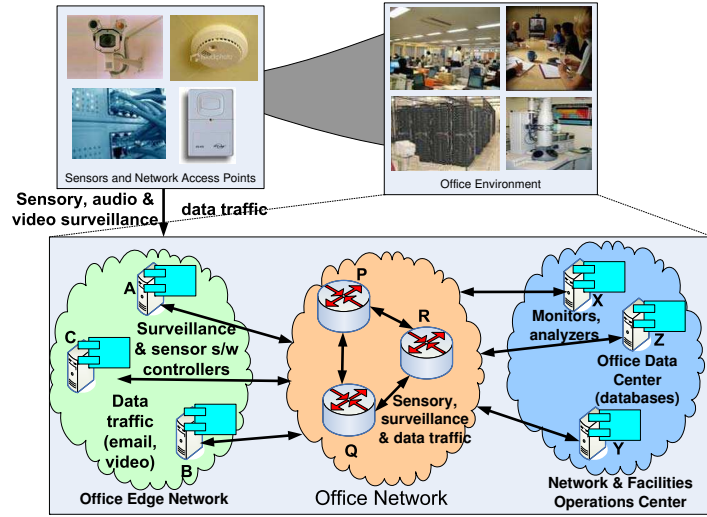 Sensors and Network Access Points
Office Environment
Sensory, audio &
video surveillance
data traffic
A
Surveillance
& sensor s/w
controllers
C
Data
traffic
(email,
video)
B
Office Edge Network
P
R
Q
Sensory,
surveillance
& data traffic
Office Network
X
Monitors,
analyzers
Z
Office Data
Center
(databases)
Y
Network & Facilities
Operations Center